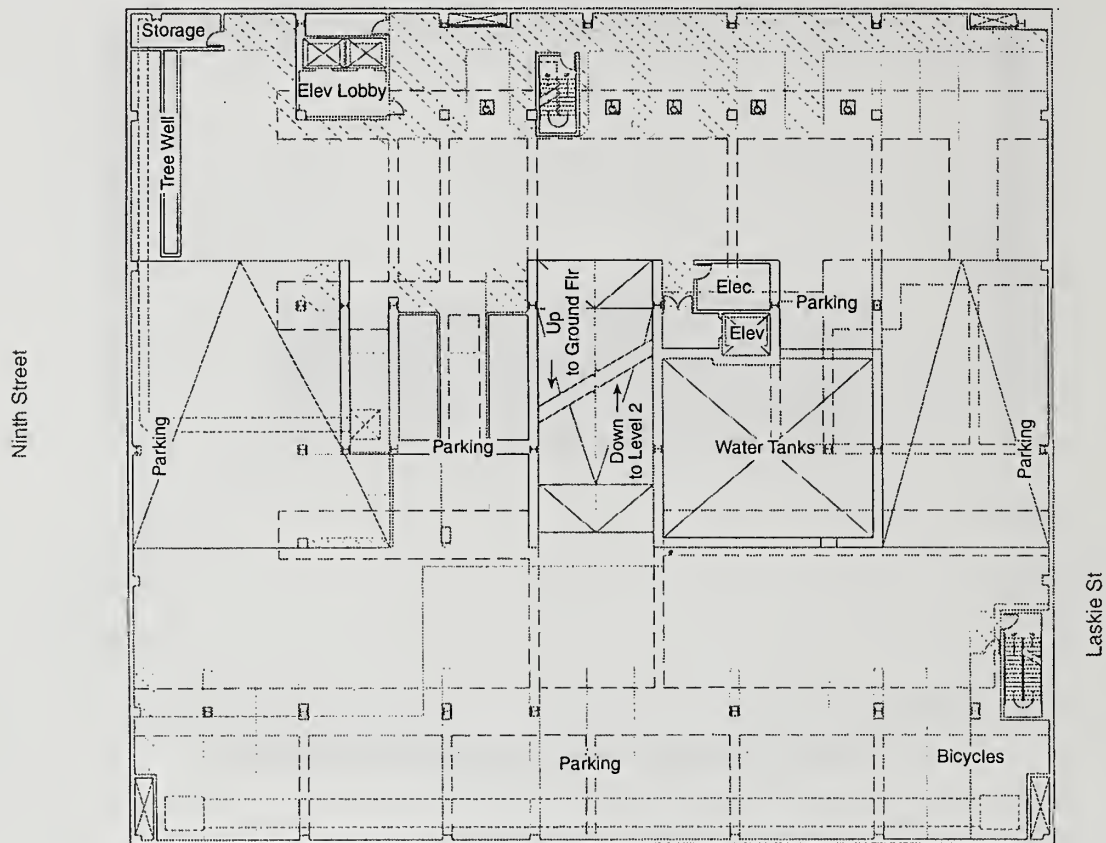 Storage
Elev Lobby
Tree Well
Ninth Street
Up
to Ground Flr
Elec.
Parking
Elev
Parking
Parking
Down
to Level 2
Water Tanks
Parking
Laskie St
Parking
Bicycles